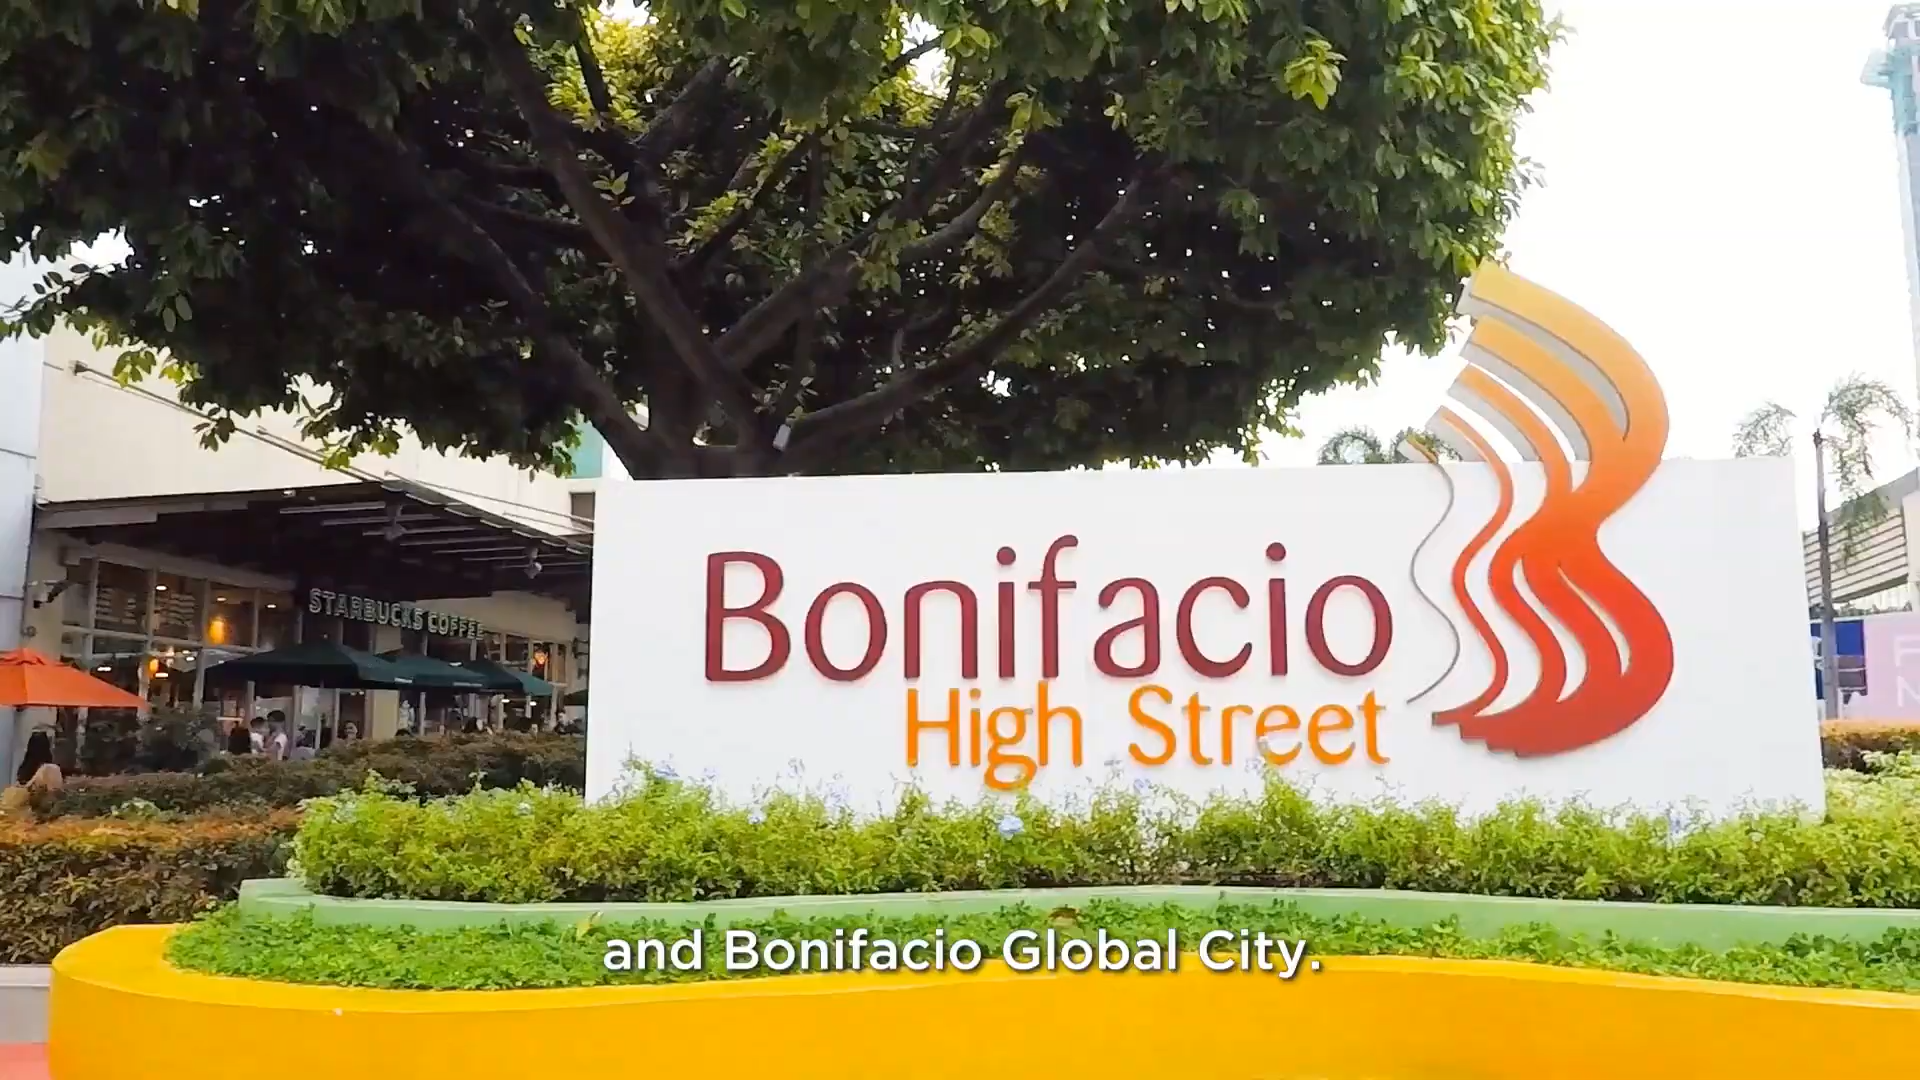 STARBUCKS COFFEE
Bonifacio
High Street
and Bonifacio Global City.